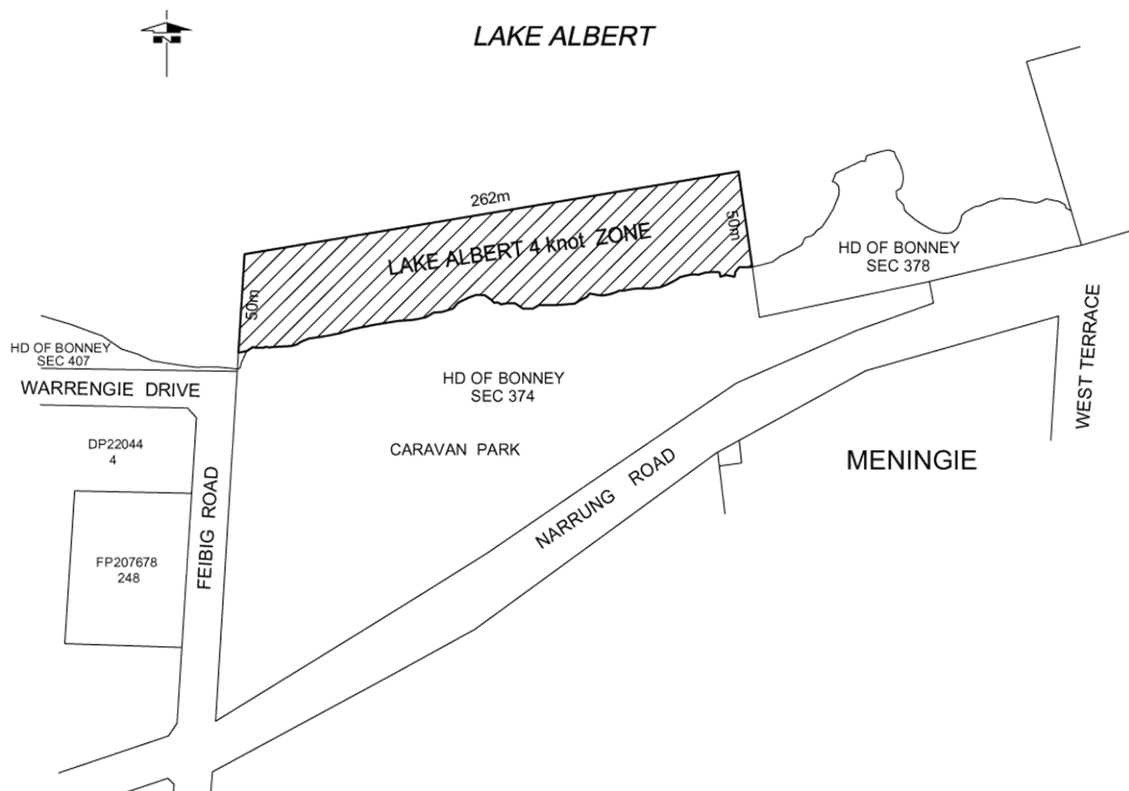 LAKE ALBERT
N
262m
50m
LAKE ALBERT 4 knot ZONE
50m
HD OF BONNEY
SEC 378
HD OF BONNEY
SEC 407
WARRENGIE DRIVE
HD OF BONNEY
SEC 374
WEST TERRACE
DP22044
4
CARAVAN PARK
MENINGIE
NARRUNG ROAD
FEIBIG ROAD
FP207678
248